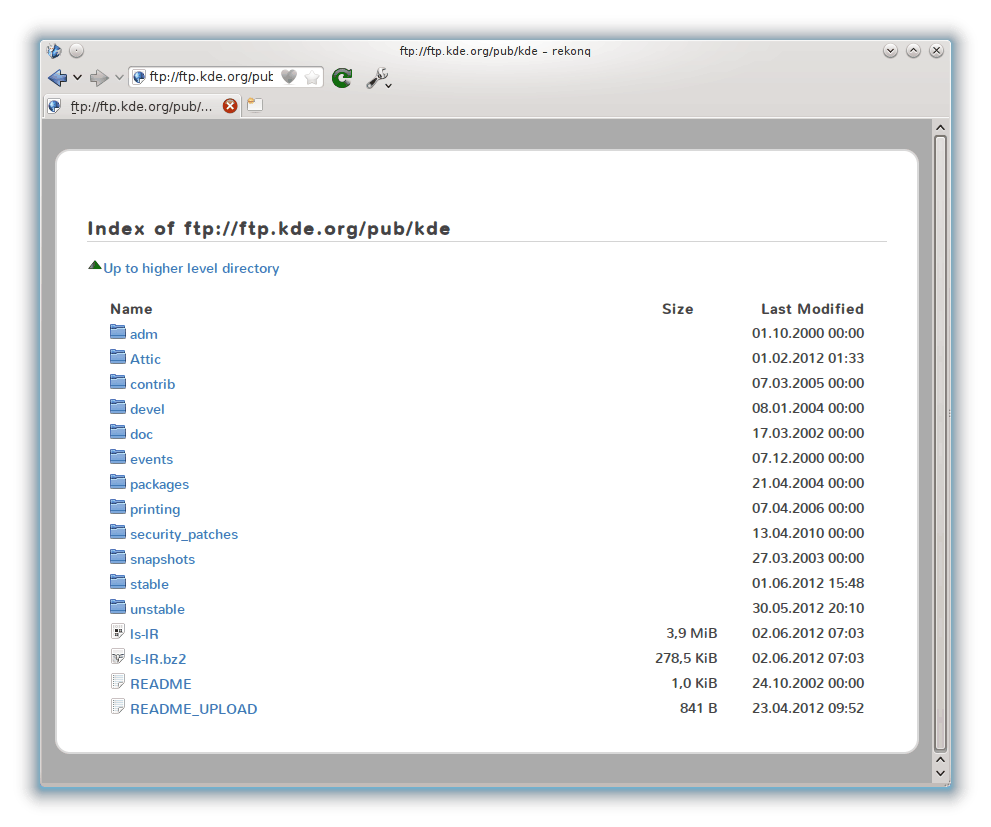 ftp://ftp.kde.org/pub/kde – rekonq
ftp://ftp.kde.org/pub
ftp://ftp.kde.org/pub/...
Index of ftp://ftp.kde.org/pub/kde
Up to higher level directory
Name Size Last Modified
adm 01.10.2000 00:00
Attic 01.02.2012 01:33
contrib 07.03.2005 00:00
devel 08.01.2004 00:00
doc 17.03.2002 00:00
events 07.12.2000 00:00
packages 21.04.2004 00:00
printing 07.04.2006 00:00
security_patches 13.04.2010 00:00
snapshots 27.03.2003 00:00
stable 01.06.2012 15:48
unstable 30.05.2012 20:10
ls-lR 3,9 MiB 02.06.2012 07:03
ls-lR.bz2 278,5 KiB 02.06.2012 07:03
README 1,0 KiB 24.10.2002 00:00
README_UPLOAD 841 B 23.04.2012 09:52